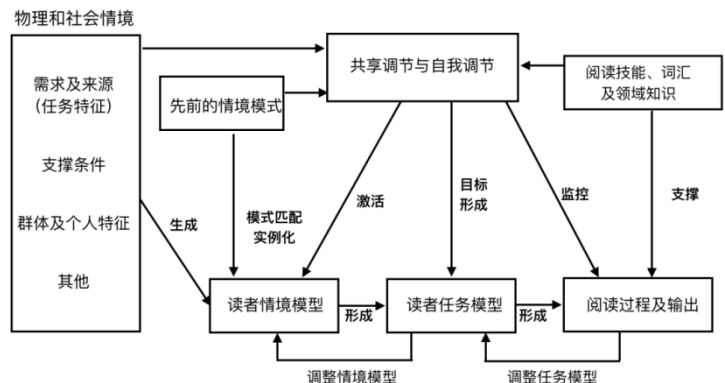 物理和社会情境
需求及来源
（任务特征）
支撑条件
群体及个人特征
其他
先前的情境模式
共享调节与自我调节
阅读技能、词汇
及领域知识
生成
模式匹配
实例化
激活
目标
形成
监控
支撑
读者情境模型
形成
读者任务模型
形成
阅读过程及输出
调整情境模型
调整任务模型